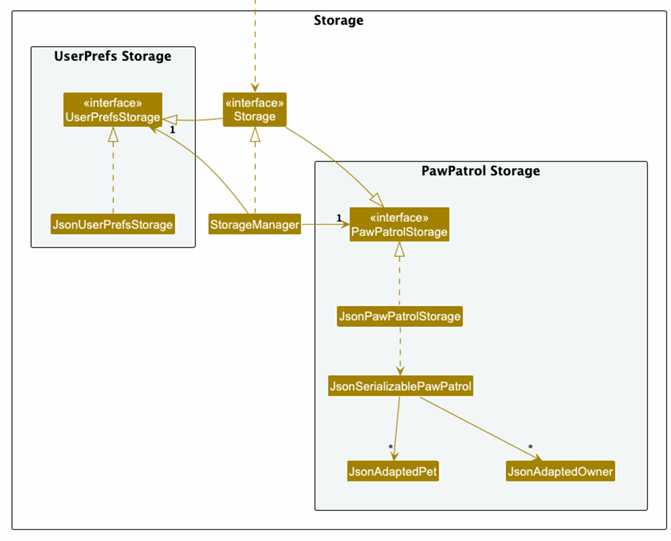 Storage
UserPrefs Storage
«interface»
UserPrefsStorage
«interface»
Storage
1
PawPatrol Storage
JsonUserPrefsStorage
StorageManager
1
«interface»
PawPatrolStorage
JsonPawPatrolStorage
JsonSerializablePawPatrol
*
*
JsonAdaptedPet
JsonAdaptedOwner